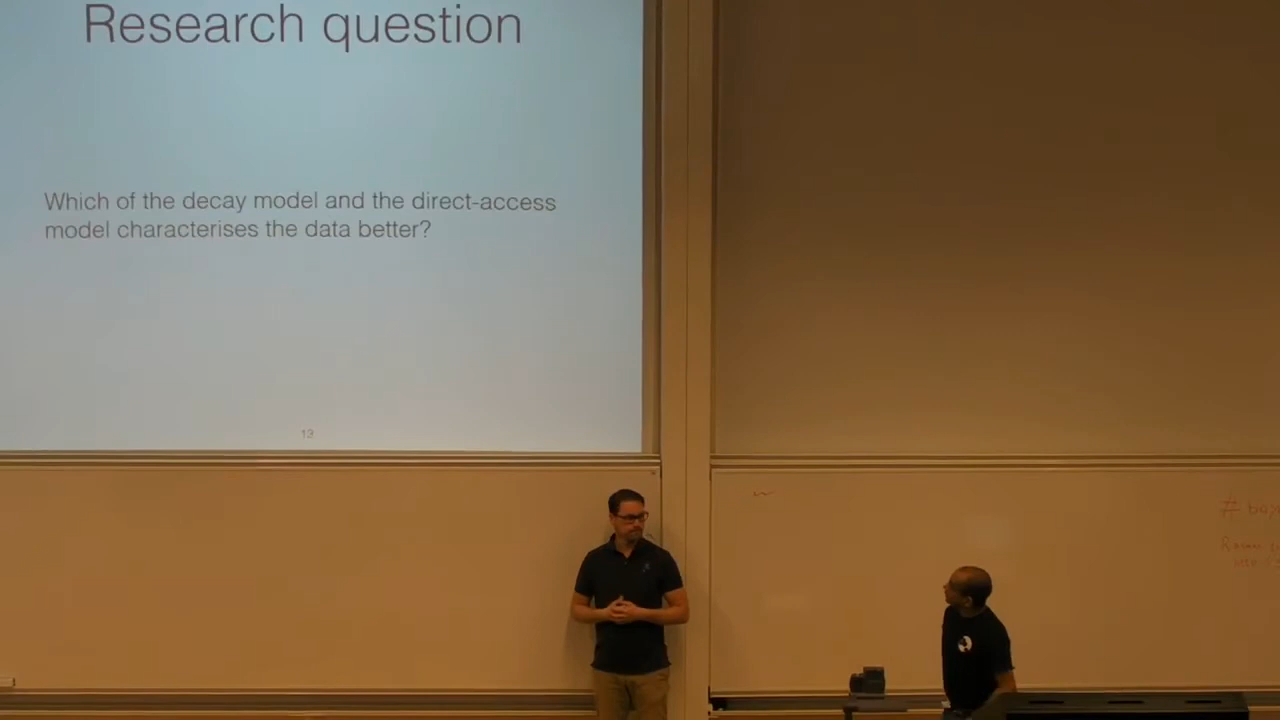 Research question
Which of the decay model and the direct-access
model characterises the data better?
13